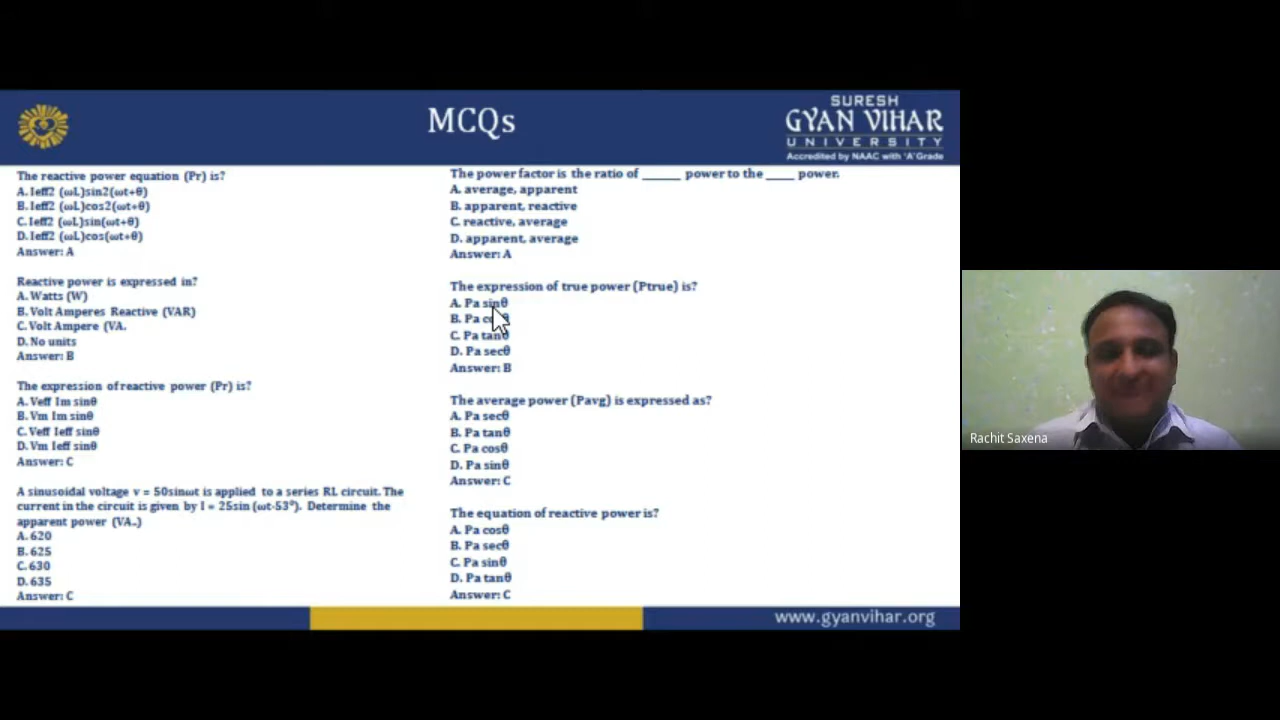 MCQs
SURESH
GYAN VIHAR
UNIVERSITY
Accredited by NAAC with 'A' Grade
The reactive power equation (Pr) is?
A. Ieff2 (ωL)sin2(ωt+θ)
B. Ieff2 (ωL)cos2(ωt+θ)
C. Ieff2 (ωL)sin(ωt+θ)
D. Ieff2 (ωL)cos(ωt+θ)
Answer: A
Reactive power is expressed in?
A. Watts (W)
B. Volt Amperes Reactive (VAR)
C. Volt Ampere (VA.
D. No units
Answer: B
The expression of reactive power (Pr) is?
A. Veff Im sinθ
B. Vm Im sinθ
C. Veff Ieff sinθ
D. Vm Ieff sinθ
Answer: C
A sinusoidal voltage v = 50sinωt is applied to a series RL circuit. The
current in the circuit is given by I = 25sin (ωt-53⁰). Determine the
apparent power (VA..)
A. 620
B. 625
C. 630
D. 635
Answer: C
The power factor is the ratio of ______ power to the ____ power.
A. average, apparent
B. apparent, reactive
C. reactive, average
D. apparent, average
Answer: A
The expression of true power (Ptrue) is?
A. Pa sinθ
B. Pa cosθ
C. Pa tanθ
D. Pa secθ
Answer: B
The average power (Pavg) is expressed as?
A. Pa secθ
B. Pa tanθ
C. Pa cosθ
D. Pa sinθ
Answer: C
The equation of reactive power is?
A. Pa cosθ
B. Pa secθ
C. Pa sinθ
D. Pa tanθ
Answer: C
www.gyanvihar.org
Rachit Saxena